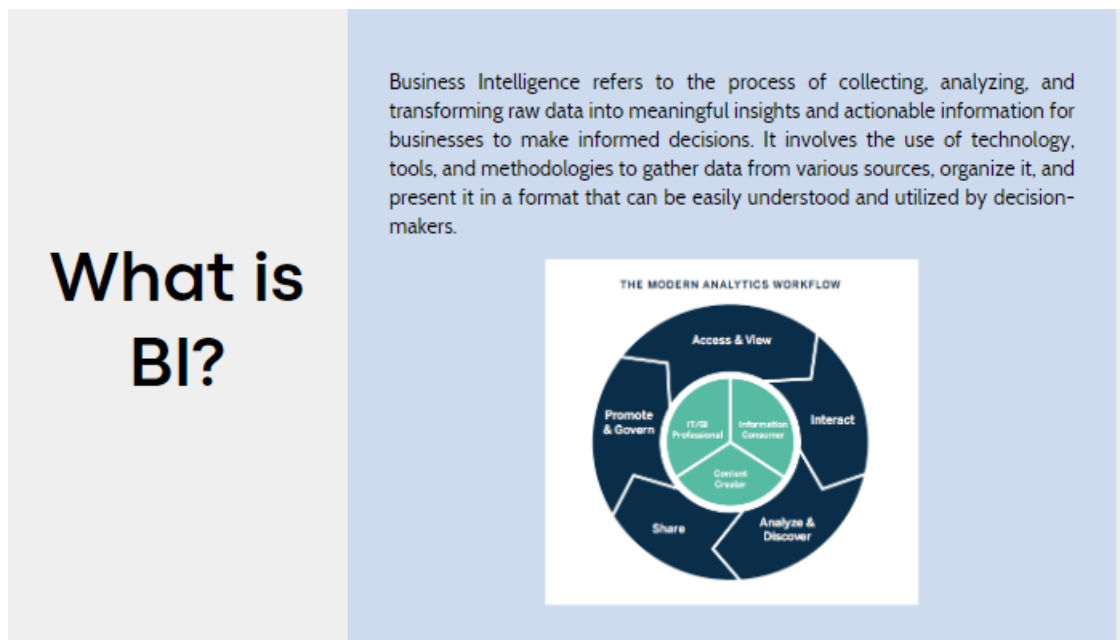 What is
BI?
Business Intelligence refers to the process of collecting, analyzing, and
transforming raw data into meaningful insights and actionable information for
businesses to make informed decisions. It involves the use of technology,
tools, and methodologies to gather data from various sources, organize it, and
present it in a format that can be easily understood and utilized by decision-
makers.
THE MODERN ANALYTICS WORKFLOW
Access & View
Interact
Analyze &
Discover
Share
Promote
& Govern
IT/BI
Professional
Information
Consumer
Content
Creator